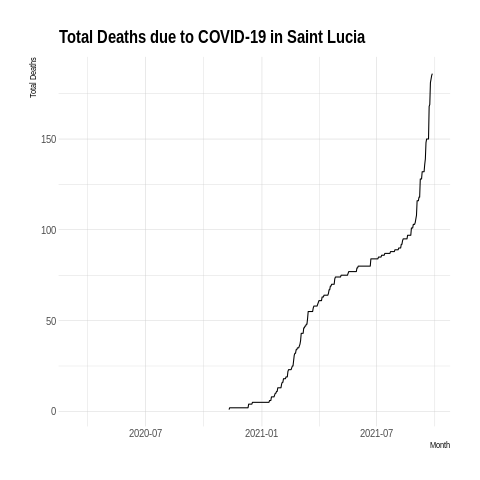 Total Deaths due to COVID-19 in Saint Lucia
Total Deaths
150
100
50
0
2020-07
2021-01
2021-07
Month